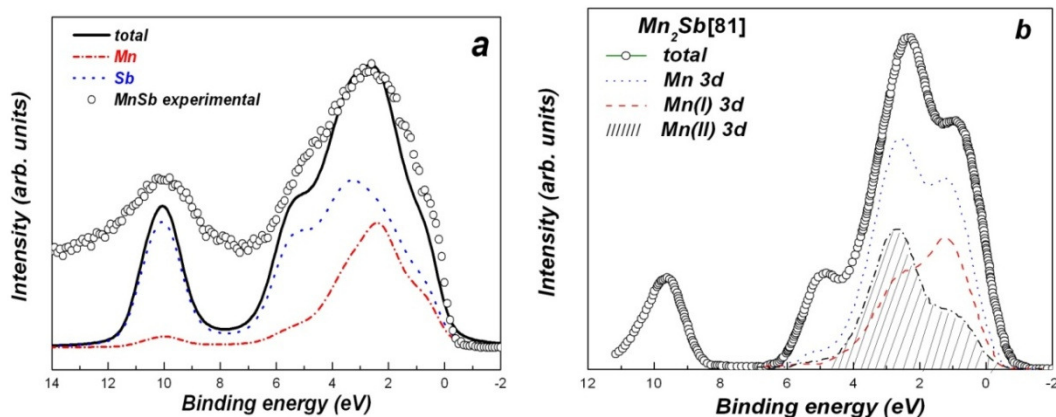 a
total
Mn
Sb
MnSb experimental
Intensity (arb. units)
14 12 10 8 6 4 2 0 -2
Binding energy (eV)
b
Mn₂Sb[81]
total
Mn 3d
Mn(I) 3d
Mn(II) 3d
Intensity (arb. units)
12 10 8 6 4 2 0 -2
Binding energy (eV)